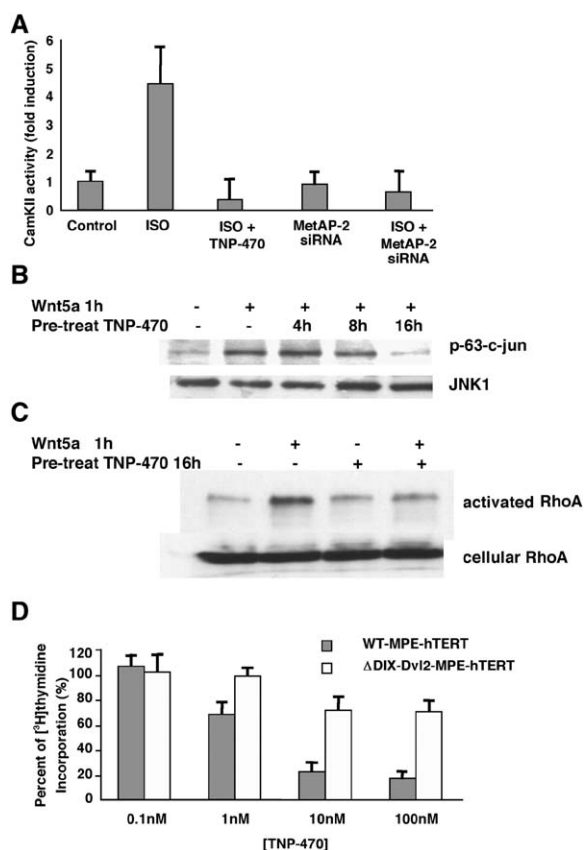 A
CamKII activity (fold induction)
6
5
4
3
2
1
0
Control ISO ISO + MetAP-2 ISO +
TNP-470 siRNA MetAP-2
siRNA
B
Wnt5a 1h - + + + +
Pre-treat TNP-470 - - 4h 8h 16h
p-63-c-jun
JNK1
C
Wnt5a 1h - + - +
Pre-treat TNP-470 16h - - + +
activated RhoA
cellular RhoA
D
Percent of [³H]thymidine
Incorporation (%)
120
100
80
60
40
20
0
WT-MPE-hTERT
ΔDIX-Dvl2-MPE-hTERT
0.1nM 1nM 10nM 100nM
[TNP-470]